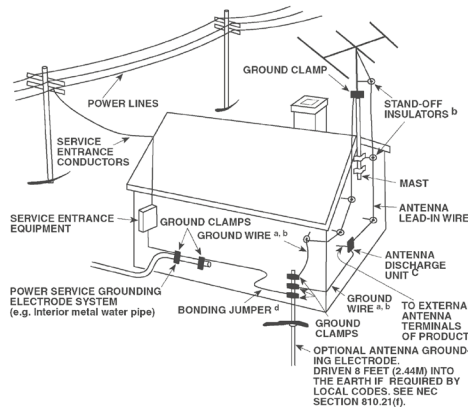 GROUND CLAMP
POWER LINES
STAND-OFF
INSULATORS b
SERVICE
ENTRANCE
CONDUCTORS
MAST
ANTENNA
LEAD-IN WIRE
SERVICE ENTRANCE
EQUIPMENT
GROUND CLAMPS
GROUND WIRE a, b
ANTENNA
DISCHARGE
UNIT C
POWER SERVICE GROUNDING
ELECTRODE SYSTEM
(e.g. Interior metal water pipe)
BONDING JUMPER d
GROUND
WIRE a, b
GROUND
CLAMPS
TO EXTERNA
ANTENNA
TERMINALS
OF PRODUCT
OPTIONAL ANTENNA GROUND-
ING ELECTRODE.
DRIVEN 8 FEET (2.44M) INTO
THE EARTH IF REQUIRED BY
LOCAL CODES. SEE NEC
SECTION 810.21(f).